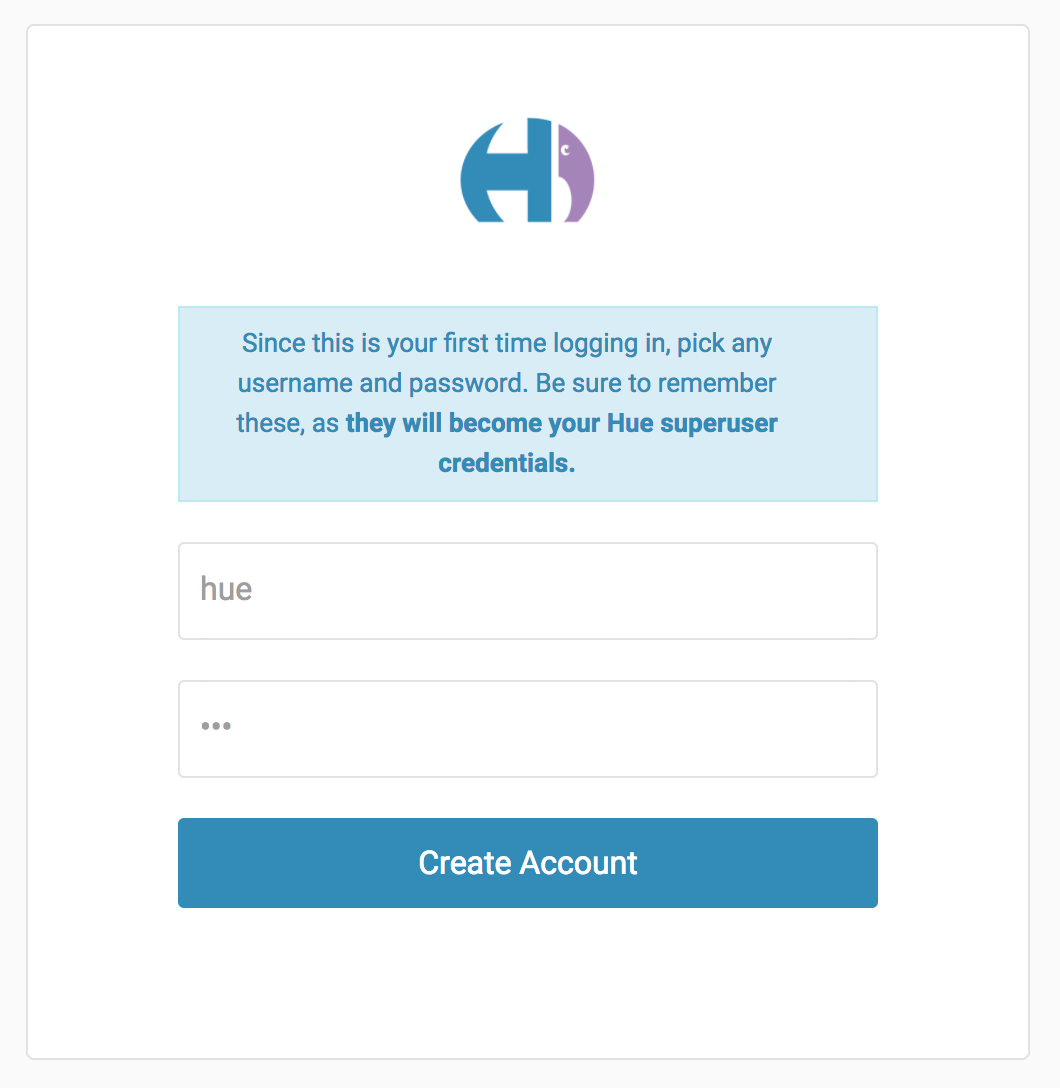 Since this is your first time logging in, pick any
username and password. Be sure to remember
these, as they will become your Hue superuser
credentials.
hue
•••
Create Account